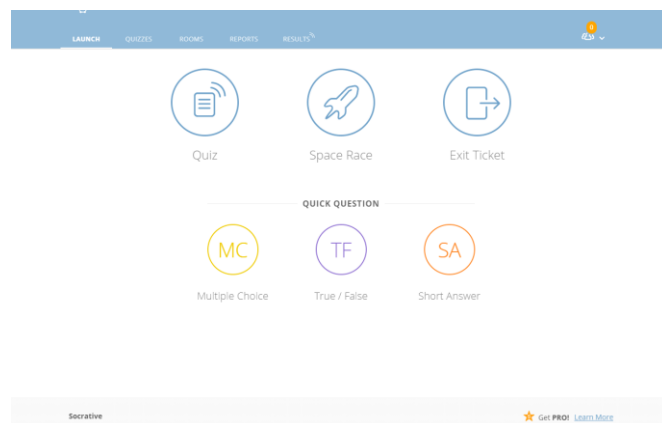 LAUNCH QUIZZES ROOMS REPORTS RESULTS
0
Quiz Space Race Exit Ticket
QUICK QUESTION
MC TF SA
Multiple Choice True / False Short Answer
Socrative Get PRO! Learn More